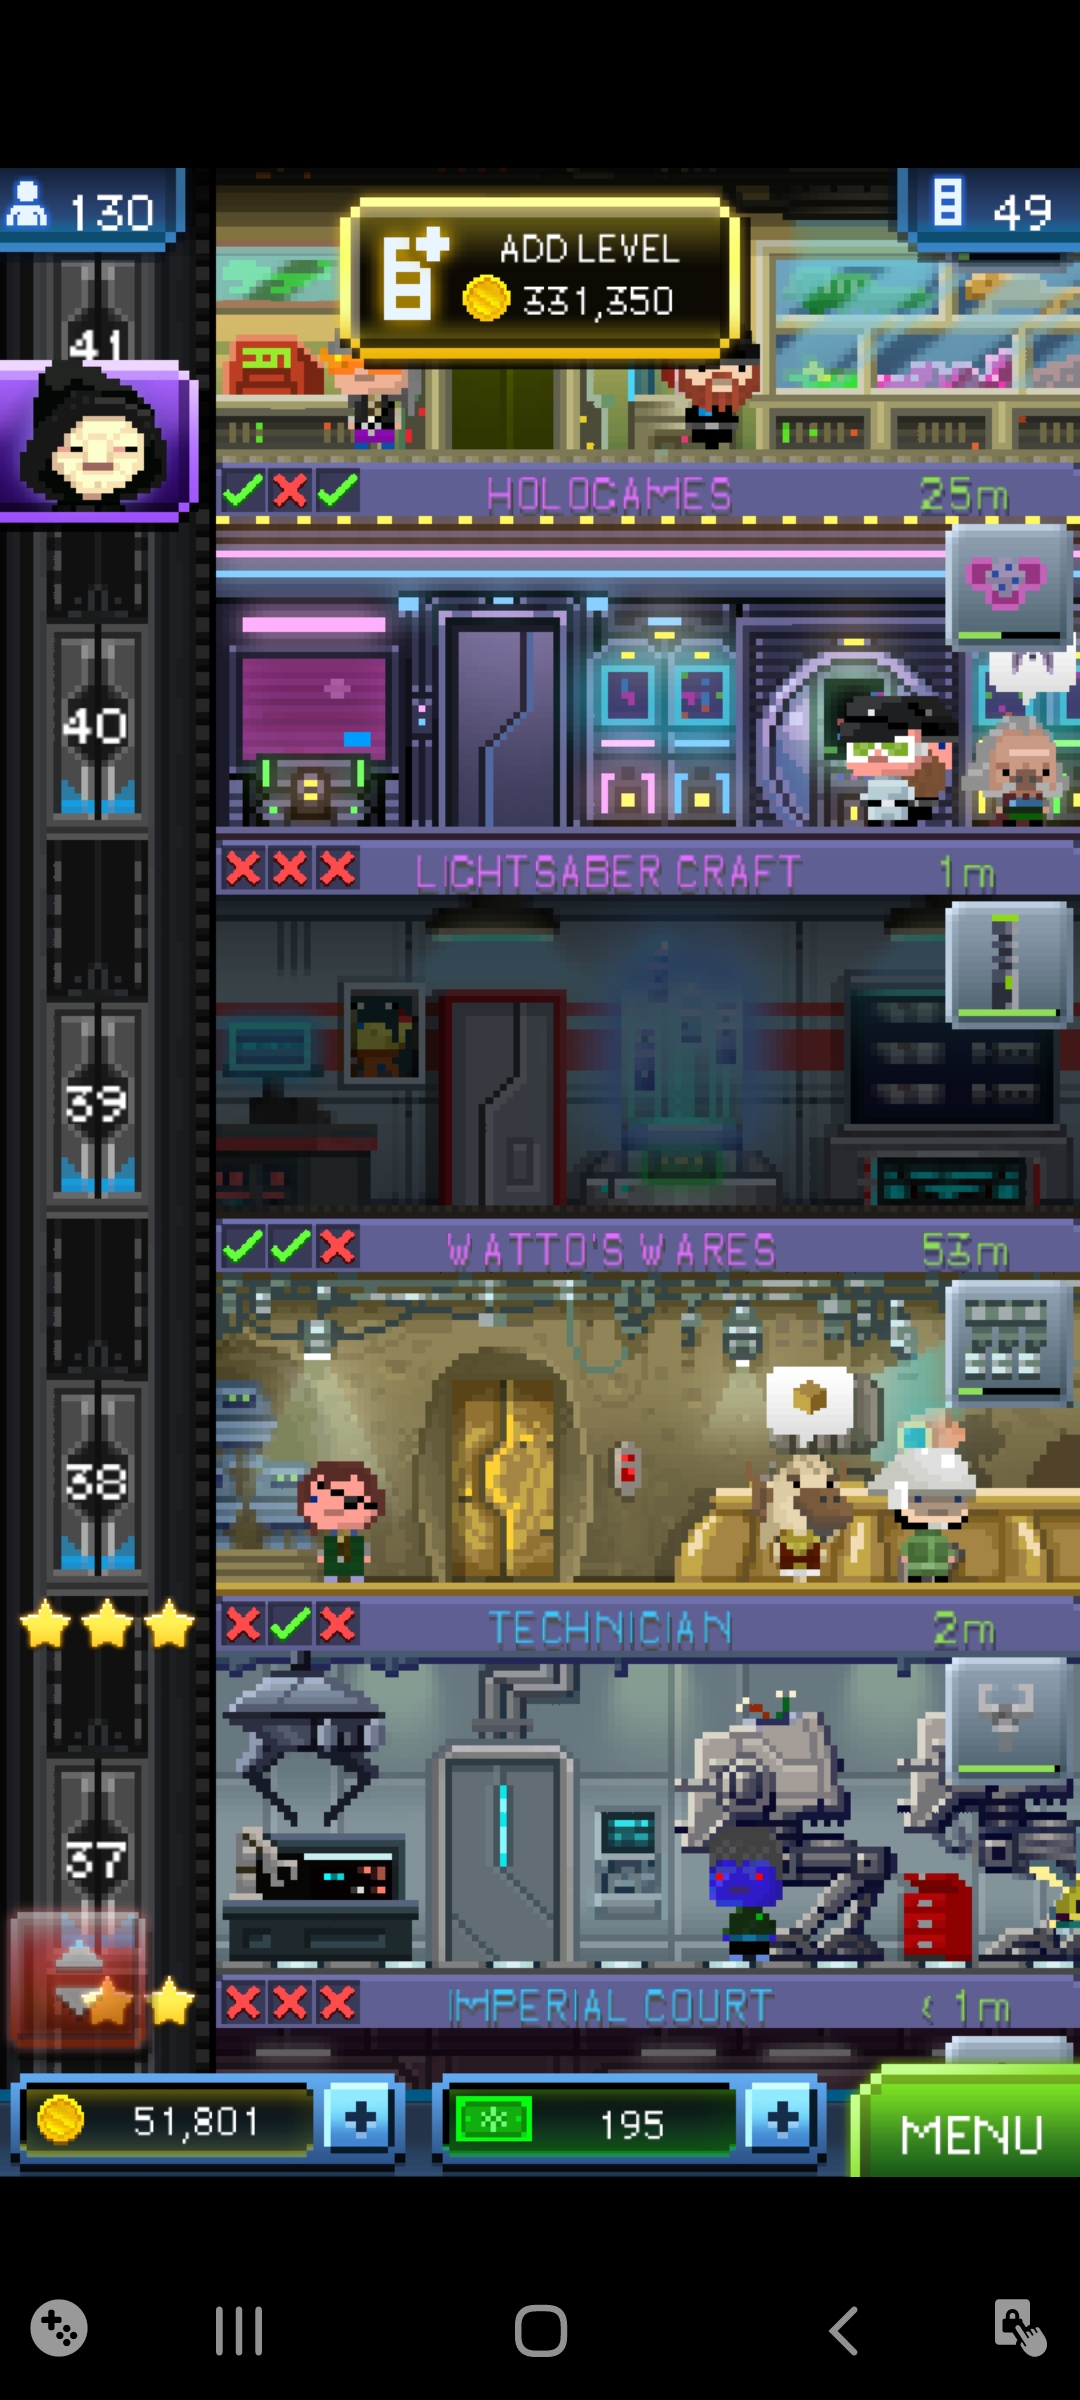 130
ADD LEVEL
331,350
49
41
HOLOGAMES 25m
40
LIGHTSABER CRAFT 1m
39
WATTO'S WARES 53m
38
TECHNICIAN 2m
37
IMPERIAL COURT < 1m
51,801
195
MENU